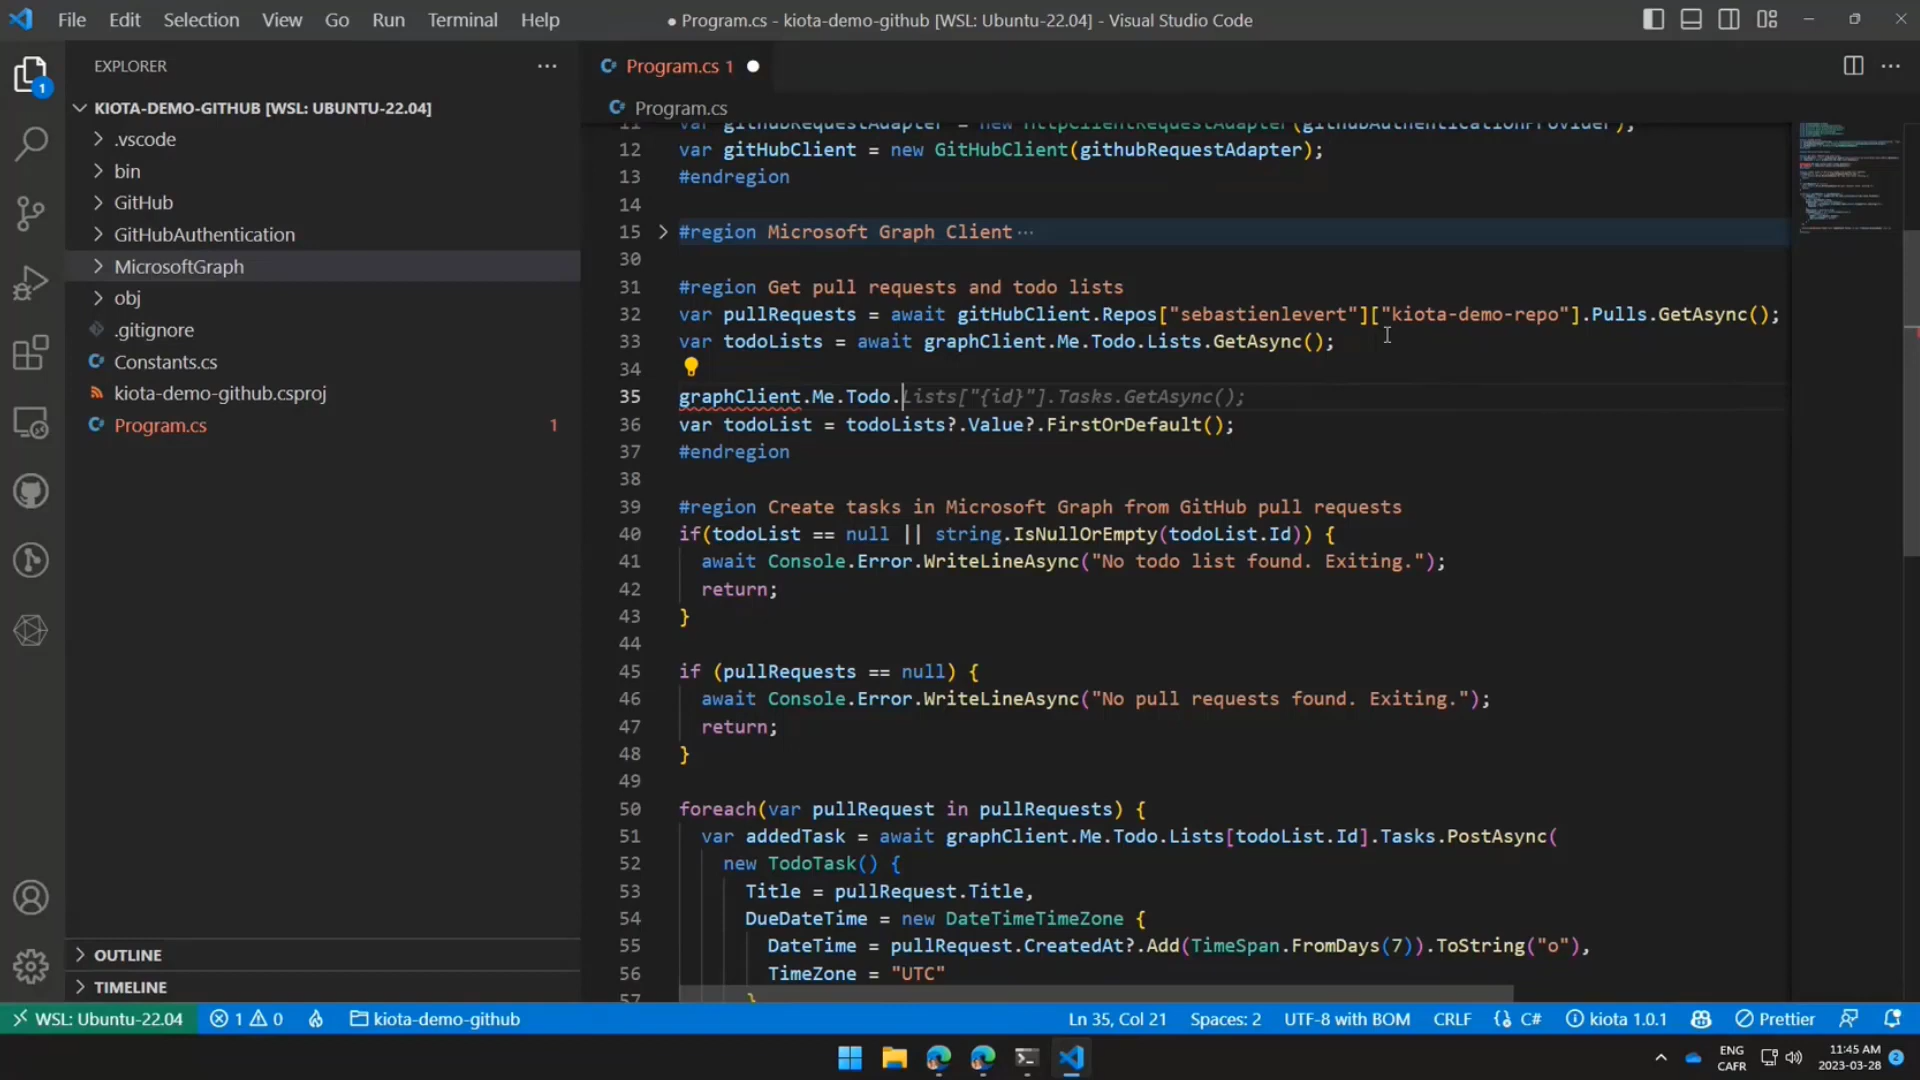 File Edit Selection View Go Run Terminal Help
● Program.cs - kiota-demo-github [WSL: Ubuntu-22.04] - Visual Studio Code
EXPLORER
KIOTA-DEMO-GITHUB [WSL: UBUNTU-22.04]
.vscode
bin
GitHub
GitHubAuthentication
MicrosoftGraph
obj
.gitignore
Constants.cs
kiota-demo-github.csproj
Program.cs 1
OUTLINE
TIMELINE
1
Program.cs 1
Program.cs
11 var githubRequestAdapter = new HttpClientRequestAdapter(githubAuthenticationProvider);
12 var gitHubClient = new GitHubClient(githubRequestAdapter);
13 #endregion
14
15 #region Microsoft Graph Client ...
30
31 #region Get pull requests and todo lists
32 var pullRequests = await gitHubClient.Repos["sebastienlevert"]["kiota-demo-repo"].Pulls.GetAsync();
33 var todoLists = await graphClient.Me.Todo.Lists.GetAsync();
34
35 graphClient.Me.Todo.Lists["{id}"].Tasks.GetAsync();
36 var todoList = todoLists?.Value?.FirstOrDefault();
37 #endregion
38
39 #region Create tasks in Microsoft Graph from GitHub pull requests
40 if(todoList == null || string.IsNullOrEmpty(todoList.Id)) {
41 await Console.Error.WriteLineAsync("No todo list found. Exiting.");
42 return;
43 }
44
45 if (pullRequests == null) {
46 await Console.Error.WriteLineAsync("No pull requests found. Exiting.");
47 return;
48 }
49
50 foreach(var pullRequest in pullRequests) {
51 var addedTask = await graphClient.Me.Todo.Lists[todoList.Id].Tasks.PostAsync(
52 new TodoTask() {
53 Title = pullRequest.Title,
54 DueDateTime = new DateTimeTimeZone {
55 DateTime = pullRequest.CreatedAt?.Add(TimeSpan.FromDays(7)).ToString("o"),
56 TimeZone = "UTC"
57 }
WSL: Ubuntu-22.04 1 0 kiota-demo-github Ln 35, Col 21 Spaces: 2 UTF-8 with BOM CRLF C# kiota 1.0.1 Prettier
ENG
CAFR
11:45 AM
2023-03-28
2